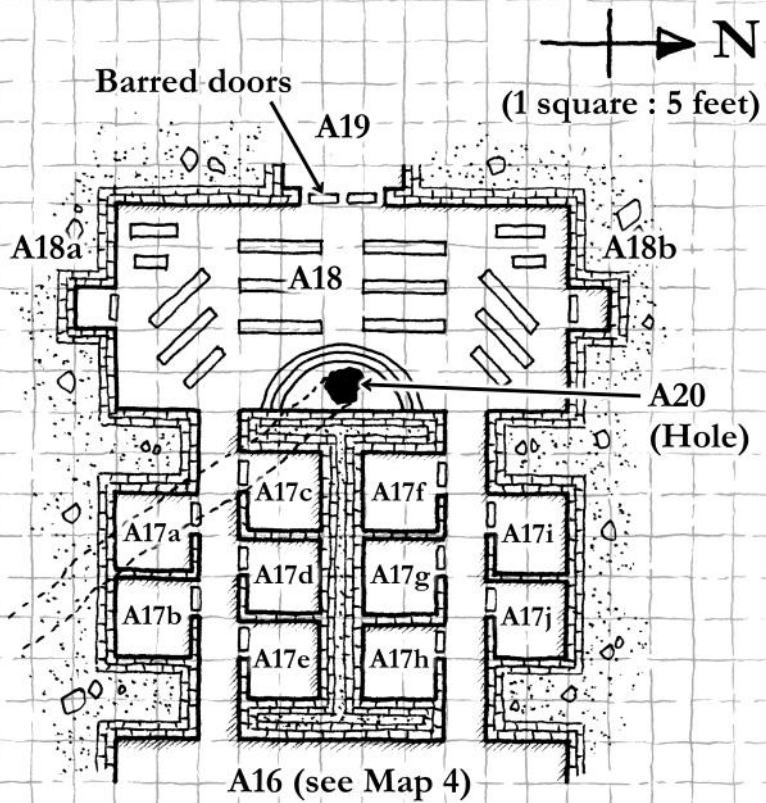 N
(1 square : 5 feet)
Barred doors
A19
A18a
A18b
A18
A20
(Hole)
A17c
A17f
A17a
A17i
A17d
A17g
A17b
A17j
A17e
A17h
A16 (see Map 4)